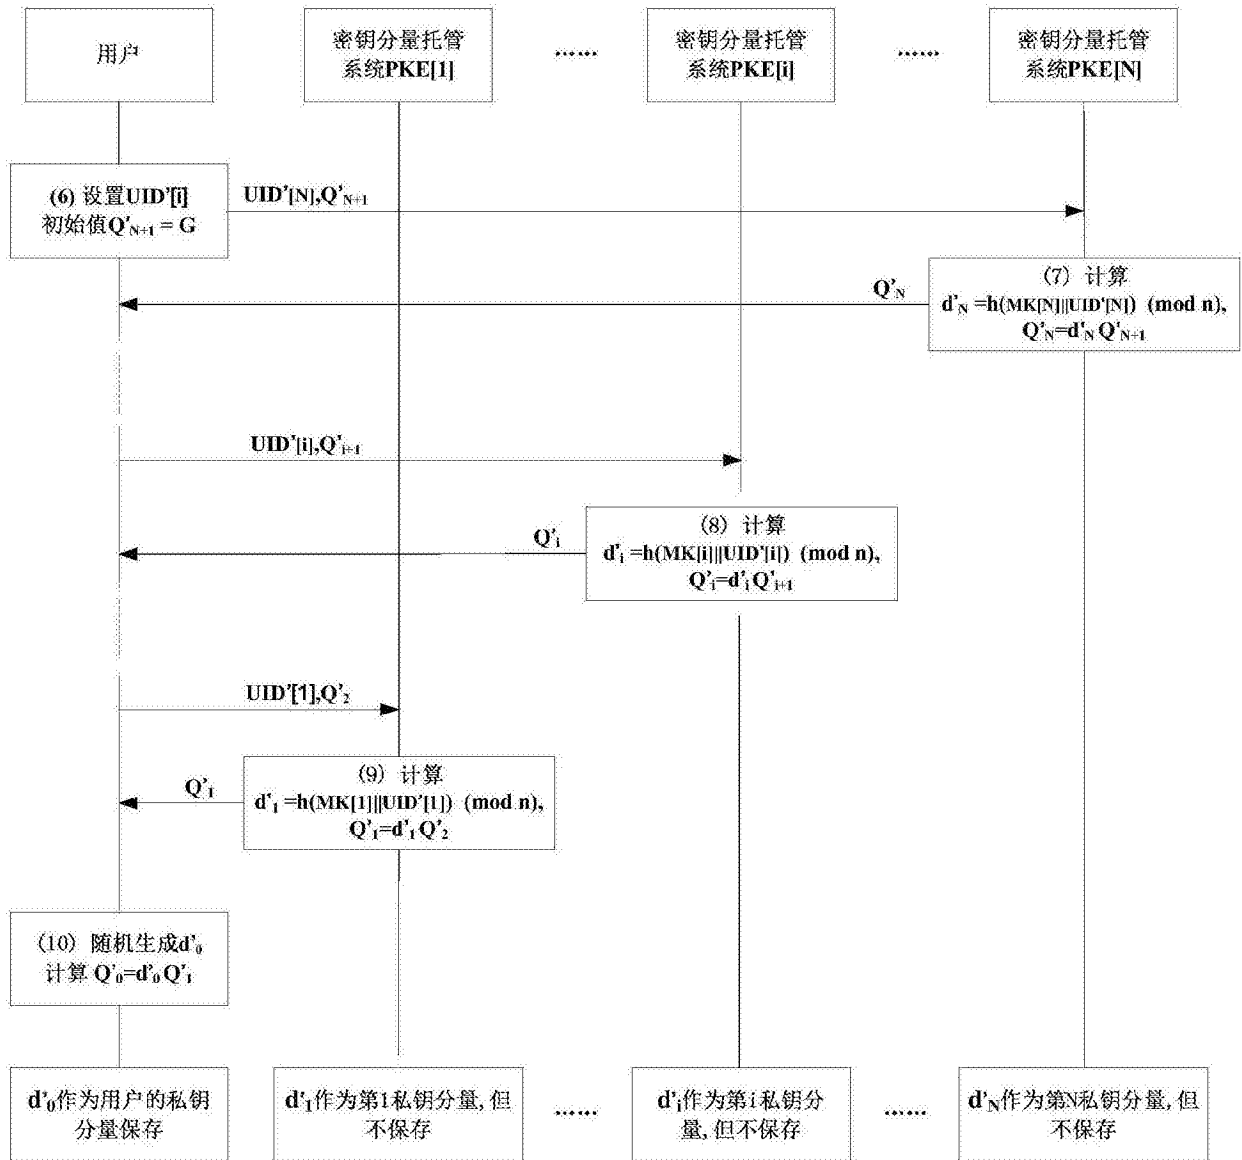 用户
密钥分量托管
系统PKE[1]
……
密钥分量托管
系统PKE[i]
……
密钥分量托管
系统PKE[N]
(6) 设置UID'[i]
初始值Q'N+1 = G
UID'[N],Q'N+1
(7) 计算
d'N =h(MK[N]||UID'[N]) (mod n),
Q'N=d'N Q'N+1
Q'N
UID'[i],Q'i+1
(8) 计算
d'i =h(MK[i]||UID'[i]) (mod n),
Q'i=d'i Q'i+1
Q'i
UID'[1],Q'2
(9) 计算
d'1 =h(MK[1]||UID'[1]) (mod n),
Q'1=d'1 Q'2
Q'1
(10) 随机生成d'0
计算 Q'0=d'0 Q'1
d'0作为用户的私钥
分量保存
d'1作为第1私钥分量,但
不保存
……
d'i作为第i私钥分
量,但不保存
……
d'N作为第N私钥分量,但
不保存